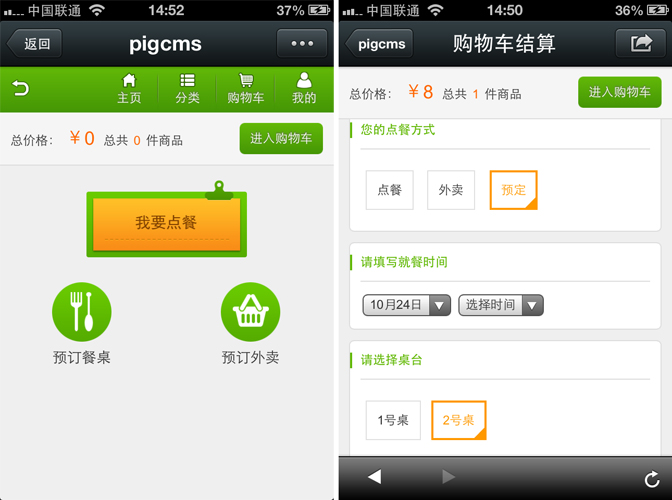 中国联通 14:52 37%
返回 pigcms
主页 分类 购物车 我的
总价格: ￥0 总共 0 件商品 进入购物车
我要点餐
预订餐桌 预订外卖
中国联通 14:50 36%
pigcms 购物车结算
总价格: ￥8 总共 1 件商品 进入购物车
您的点餐方式
点餐 外卖 预定
请填写就餐时间
10月24日 选择时间
请选择桌台
1号桌 2号桌